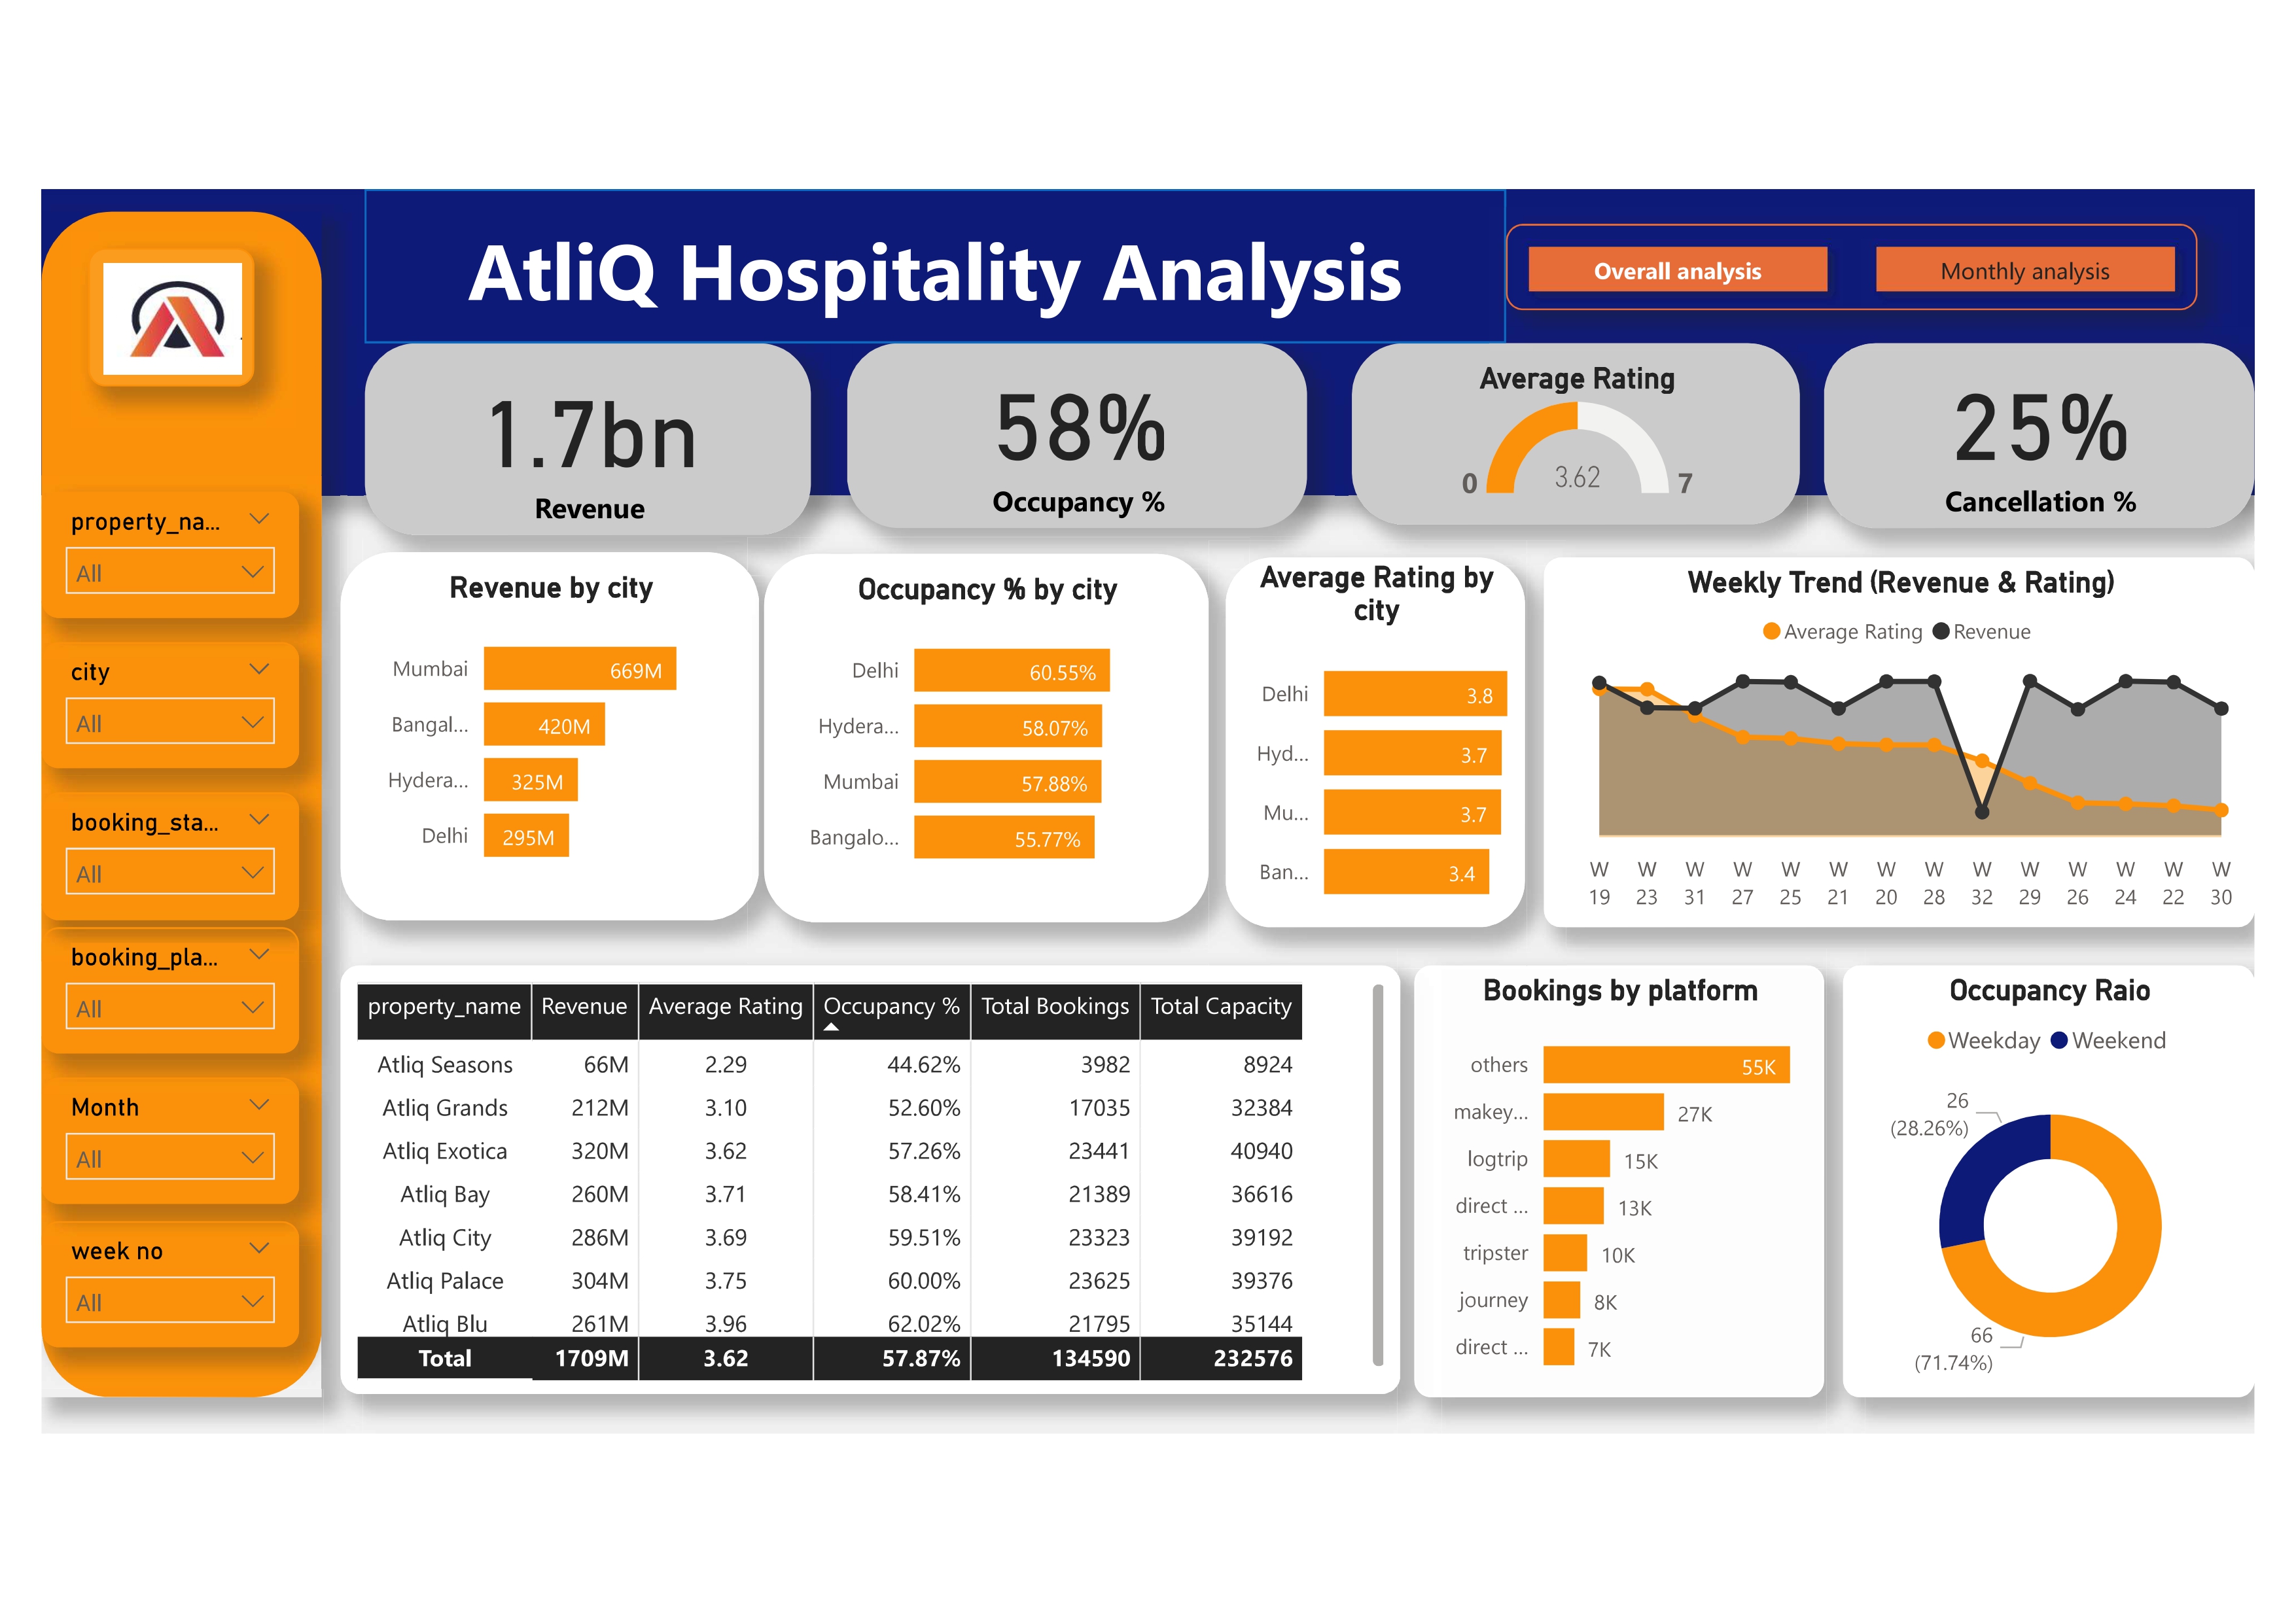 AtliQ Hospitality Analysis
Overall analysis
Monthly analysis
1.7bn
Revenue
58%
Occupancy %
Average Rating
0
3.62
7
25%
Cancellation %
property_na...
All
city
All
booking_sta...
All
booking_pla...
All
Month
All
week no
All
Revenue by city
Mumbai 669M
Bangal... 420M
Hydera... 325M
Delhi 295M
Occupancy % by city
Delhi 60.55%
Hydera... 58.07%
Mumbai 57.88%
Bangalo... 55.77%
Average Rating by
city
Delhi 3.8
Hyd... 3.7
Mu... 3.7
Ban... 3.4
Weekly Trend (Revenue & Rating)
Average Rating Revenue
W W W W W W W W W W W W W W
19 23 31 27 25 21 20 28 32 29 26 24 22 30
property_name Revenue Average Rating Occupancy % Total Bookings Total Capacity
Atliq Seasons 66M 2.29 44.62% 3982 8924
Atliq Grands 212M 3.10 52.60% 17035 32384
Atliq Exotica 320M 3.62 57.26% 23441 40940
Atliq Bay 260M 3.71 58.41% 21389 36616
Atliq City 286M 3.69 59.51% 23323 39192
Atliq Palace 304M 3.75 60.00% 23625 39376
Atliq Blu 261M 3.96 62.02% 21795 35144
Total 1709M 3.62 57.87% 134590 232576
Bookings by platform
others 55K
makey... 27K
logtrip 15K
direct ... 13K
tripster 10K
journey 8K
direct ... 7K
Occupancy Raio
Weekday Weekend
26
(28.26%)
66
(71.74%)